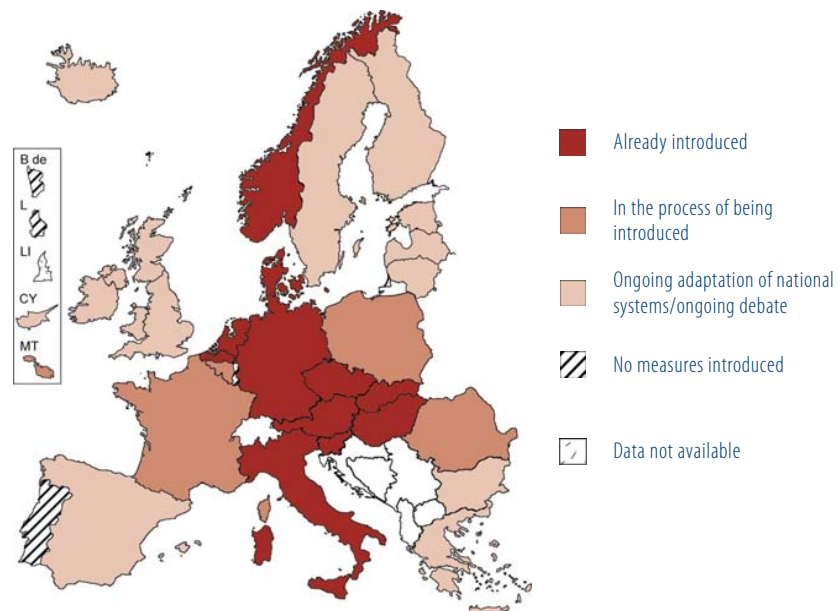 B de
L
LI
CY
MT
Already introduced
In the process of being
introduced
Ongoing adaptation of national
systems/ongoing debate
No measures introduced
Data not available